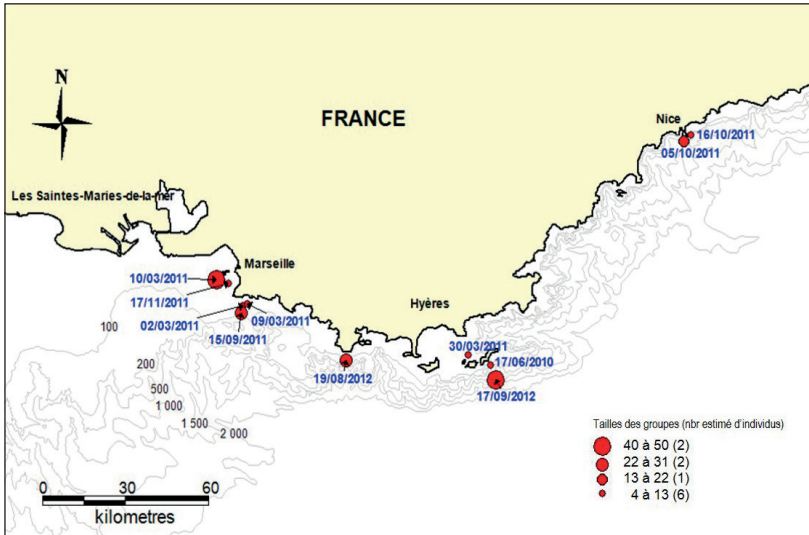 N
FRANCE
Nice
16/10/2011
05/10/2011
Les Saintes-Maries-de-la-mer
Marseille
10/03/2011
17/11/2011
02/03/2011
09/03/2011
15/09/2011
Hyères
30/03/2011
17/06/2010
19/08/2012
17/09/2012
100
200
500
1 000
1 500
2 000
Tailles des groupes (nbr estimé d'individus)
40 à 50 (2)
22 à 31 (2)
13 à 22 (1)
4 à 13 (6)
0 30 60
kilometres